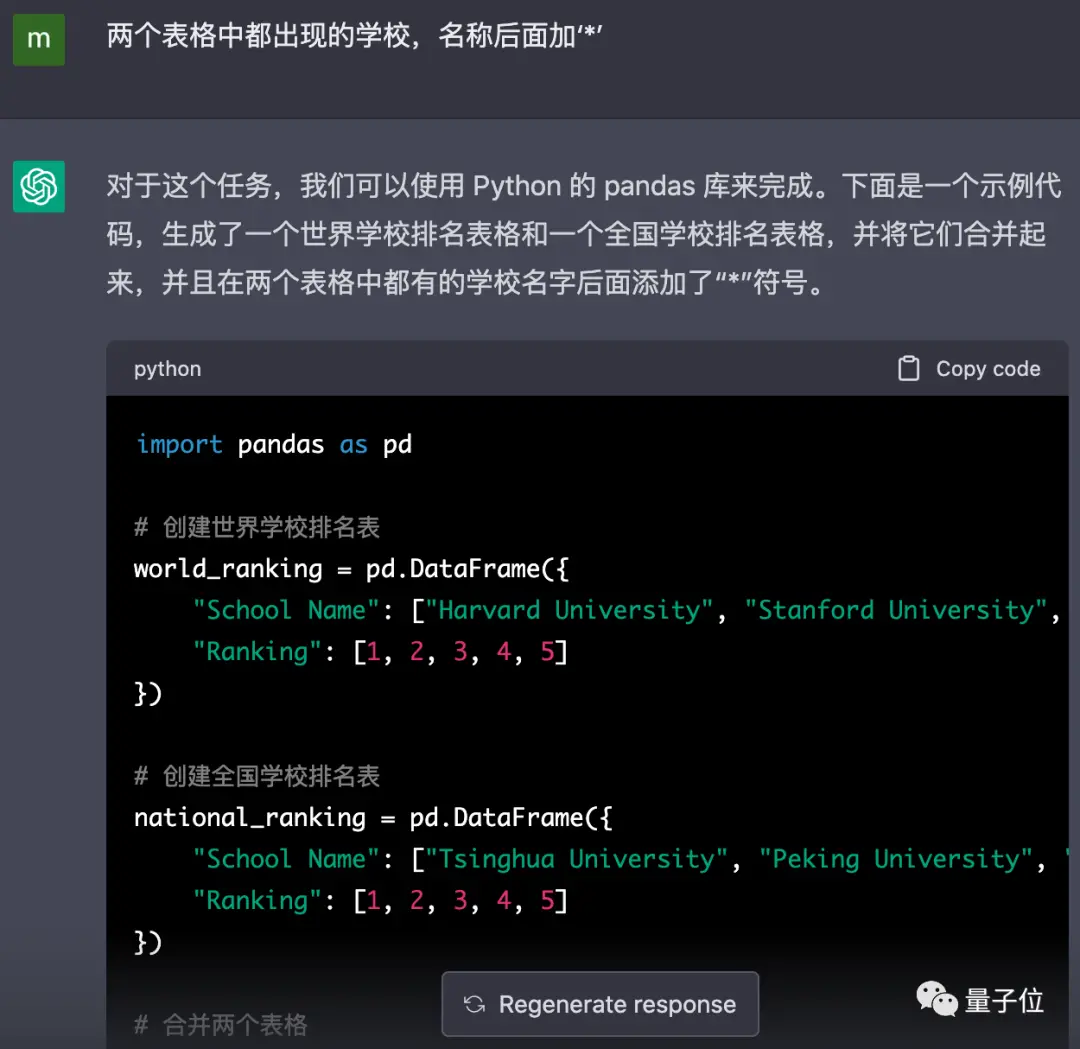 m
两个表格中都出现的学校，名称后面加‘*’
对于这个任务，我们可以使用 Python 的 pandas 库来完成。下面是一个示例代
码，生成了一个世界学校排名表格和一个全国学校排名表格，并将它们合并起
来，并且在两个表格中都有的学校名字后面添加了“*”符号。
python
Copy code
import pandas as pd
# 创建世界学校排名表
world_ranking = pd.DataFrame({
    "School Name": ["Harvard University", "Stanford University",
    "Ranking": [1, 2, 3, 4, 5]
})
# 创建全国学校排名表
national_ranking = pd.DataFrame({
    "School Name": ["Tsinghua University", "Peking University", "
    "Ranking": [1, 2, 3, 4, 5]
})
# 合并两个表格
Regenerate response
量子位